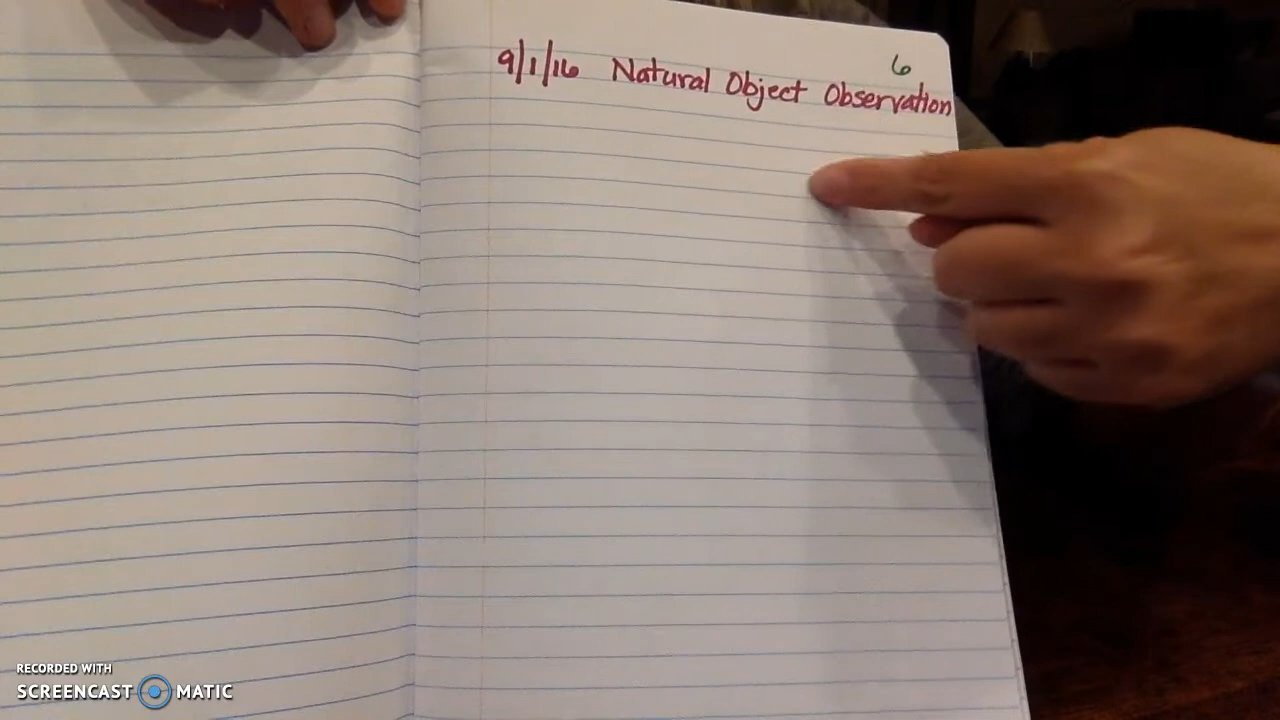 6
9/1/16 Natural Object Observation
RECORDED WITH
SCREENCAST MATIC